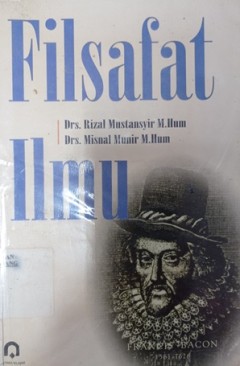 Filsafat
Drs. Rizal Mustansyir M.Hum
Drs. Misnal Munir M.Hum
Ilmu
FRANCIS BACON